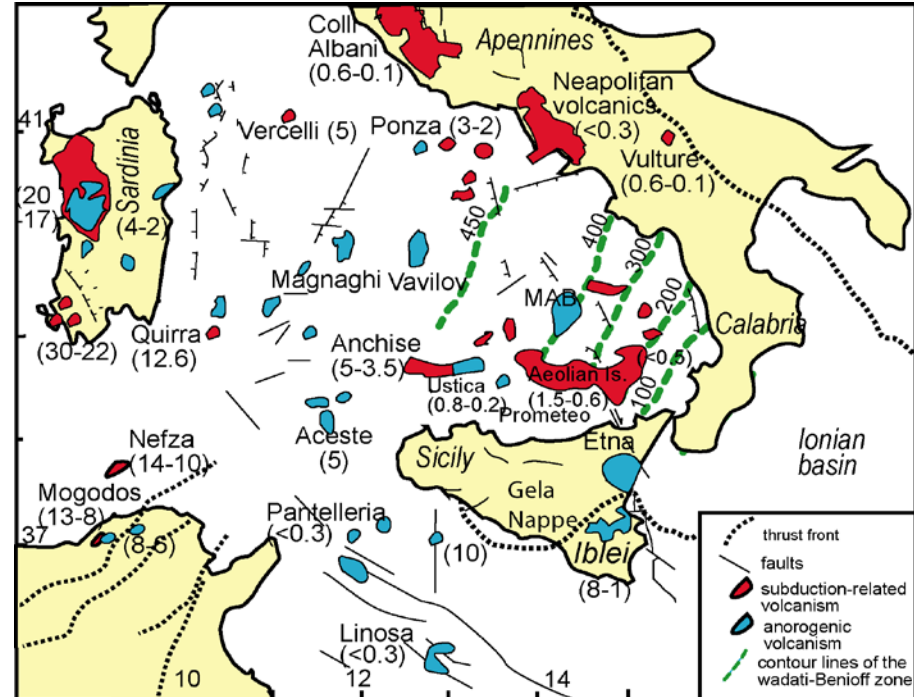 Colli
Albani
(0.6-0.1)
Apennines
Neapolitan
volcanics
(<0.3)
41
Vercelli (5)
Ponza (3-2)
Vulture
(0.6-0.1)
Sardinia
(20
-17)
(4-2)
450
400
300
200
100
Magnaghi
Vavilov
MAB
Calabria
Quirra
(12.6)
(30-22)
Anchise
(5-3.5)
Ustica
(0.8-0.2)
Prometeo
Aeolian Is.
(1.5-0.6)
(<0.5)
Aceste
(5)
Nefza
(14-10)
Mogodos
(13-8)
(8-6)
37
Sicily
Etna
Gela
Nappe
Iblei
(8-1)
Ionian
basin
Pantelleria
(<0.3)
(10)
Linosa
(<0.3)
10
12
14
thrust front
faults
subduction-related
volcanism
anorogenic
volcanism
contour lines of the
wadati-Benioff zone